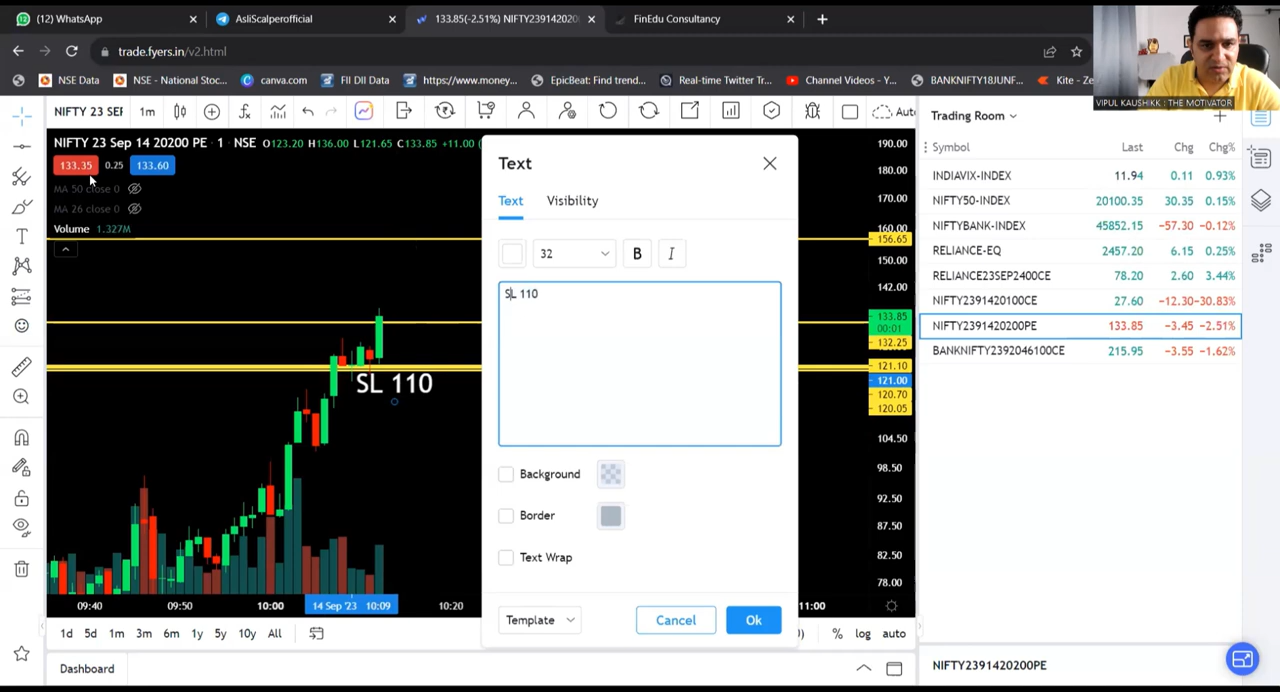 (12) WhatsApp
AsliScalperofficial
133.85(-2.51%) NIFTY2391420200
FinEdu Consultancy
trade.fyers.in/v2.html
NSE Data
NSE - National Stoc...
canva.com
FII DII Data
https://www.money...
EpicBeat: Find trend...
Real-time Twitter Tr...
Channel Videos - Y...
BANKNIFTY18JUNF...
Kite - Ze
VIPUL KAUSHIKK : THE MOTIVATOR
NIFTY 23 SEP
1m
Auto
NIFTY 23 Sep 14 20200 PE · 1 · NSE O123.20 H136.00 L121.65 C133.85 +11.00 (
133.35 0.25 133.60
MA 50 close 0
MA 26 close 0
Volume 1.327M
SL 110
190.00
180.00
170.00
160.00
156.65
150.00
142.00
133.85
00:01
132.25
121.10
121.00
120.70
120.05
104.50
98.50
92.50
87.50
82.50
78.00
09:40 09:50 10:00 14 Sep '23 10:09 10:20 11:00
1d 5d 1m 3m 6m 1y 5y 10y All
% log auto
Dashboard
Text
Text Visibility
32 B I
SL 110
Background
Border
Text Wrap
Template Cancel Ok
Trading Room
Symbol Last Chg Chg%
INDIAVIX-INDEX 11.94 0.11 0.93%
NIFTY50-INDEX 20100.35 30.35 0.15%
NIFTYBANK-INDEX 45852.15 −57.30 −0.12%
RELIANCE-EQ 2457.20 6.15 0.25%
RELIANCE23SEP2400CE 78.20 2.60 3.44%
NIFTY2391420100CE 27.60 −12.30 −30.83%
NIFTY2391420200PE 133.85 −3.45 −2.51%
BANKNIFTY2392046100CE 215.95 −3.55 −1.62%
NIFTY2391420200PE